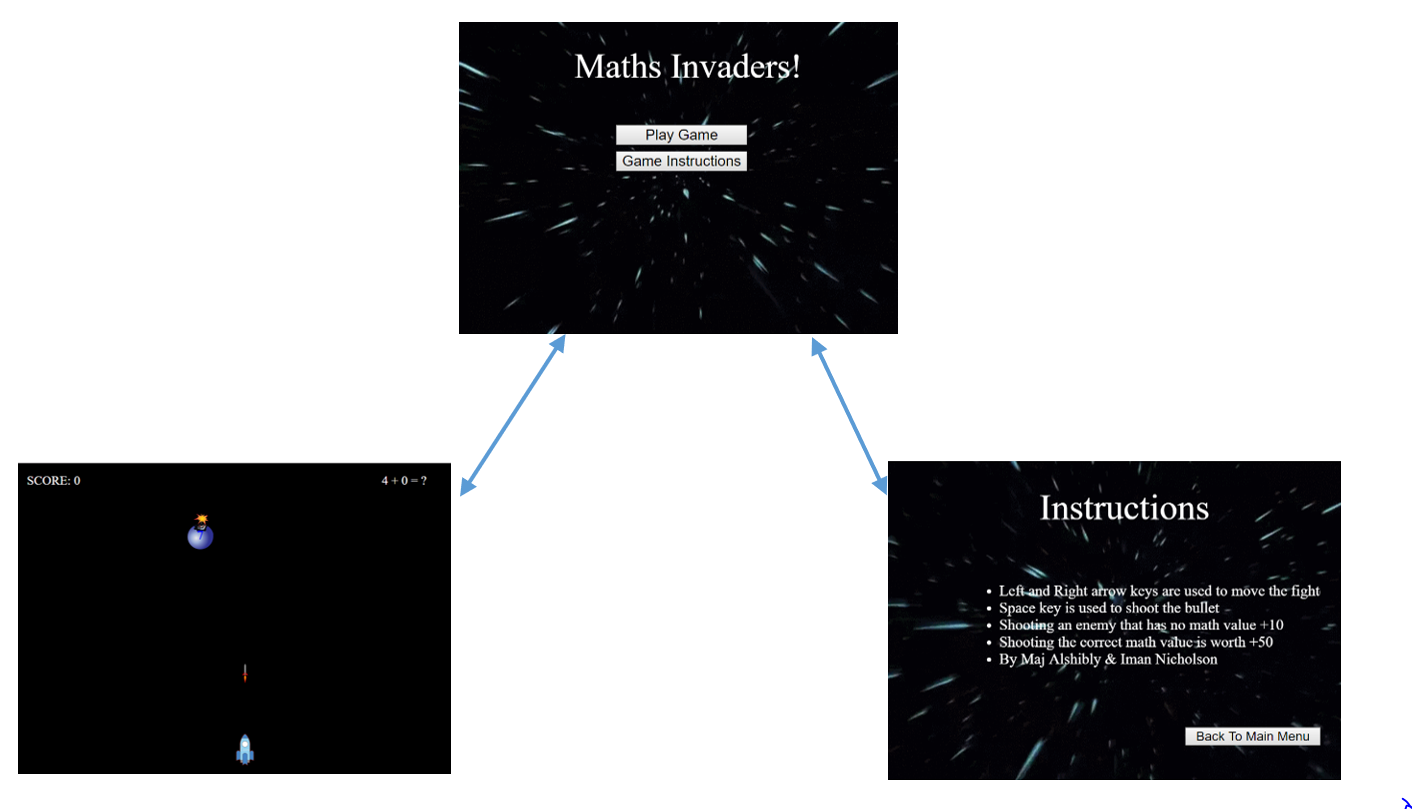 Maths Invaders!
Play Game
Game Instructions
SCORE: 0
4 + 0 = ?
Instructions
• Left and Right arrow keys are used to move the fight
• Space key is used to shoot the bullet
• Shooting an enemy that has no math value +10
• Shooting the correct math value is worth +50
• By Maj Alshibly & Iman Nicholson
Back To Main Menu